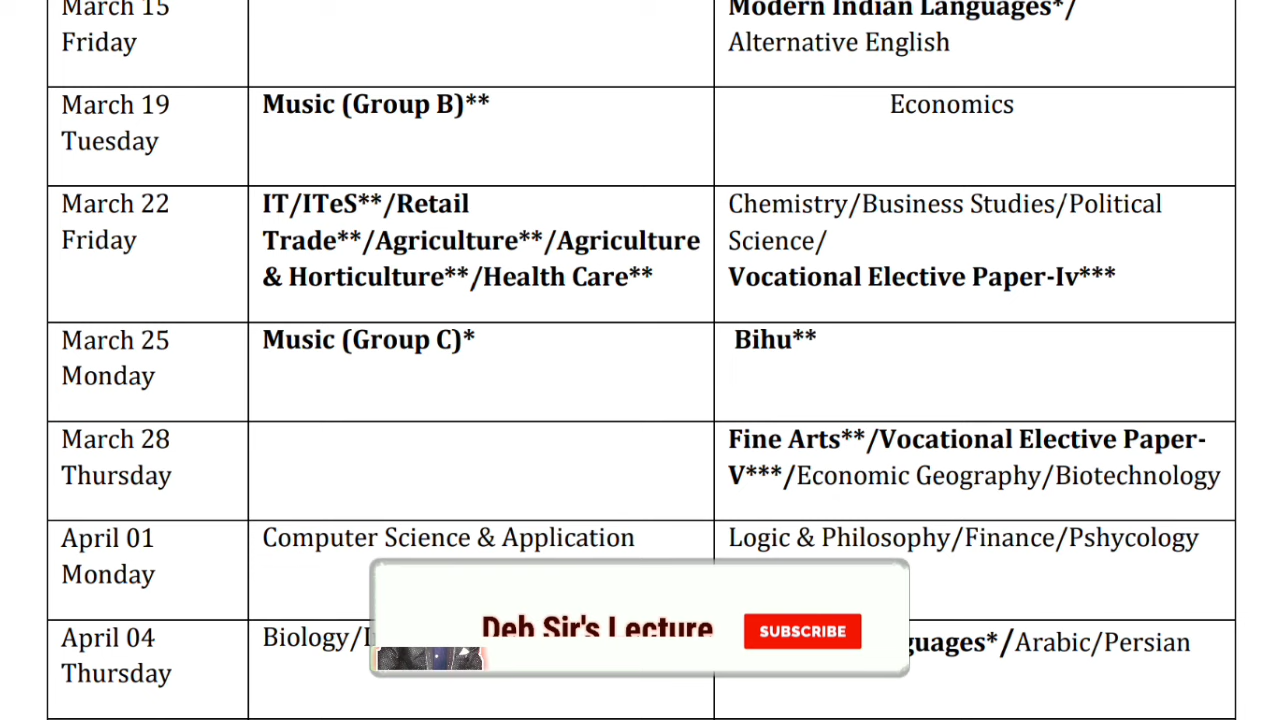 March 15
Friday
Modern Indian Languages*/
Alternative English
March 19
Tuesday
Music (Group B)**
Economics
March 22
Friday
IT/ITeS**/Retail
Trade**/Agriculture**/Agriculture
& Horticulture**/Health Care**
Chemistry/Business Studies/Political
Science/
Vocational Elective Paper-Iv***
March 25
Monday
Music (Group C)*
Bihu**
March 28
Thursday
Fine Arts**/Vocational Elective Paper-
V***/Economic Geography/Biotechnology
April 01
Monday
Computer Science & Application
Logic & Philosophy/Finance/Pshycology
April 04
Thursday
Biology/
guages*/Arabic/Persian
Deb Sir's Lecture
SUBSCRIBE